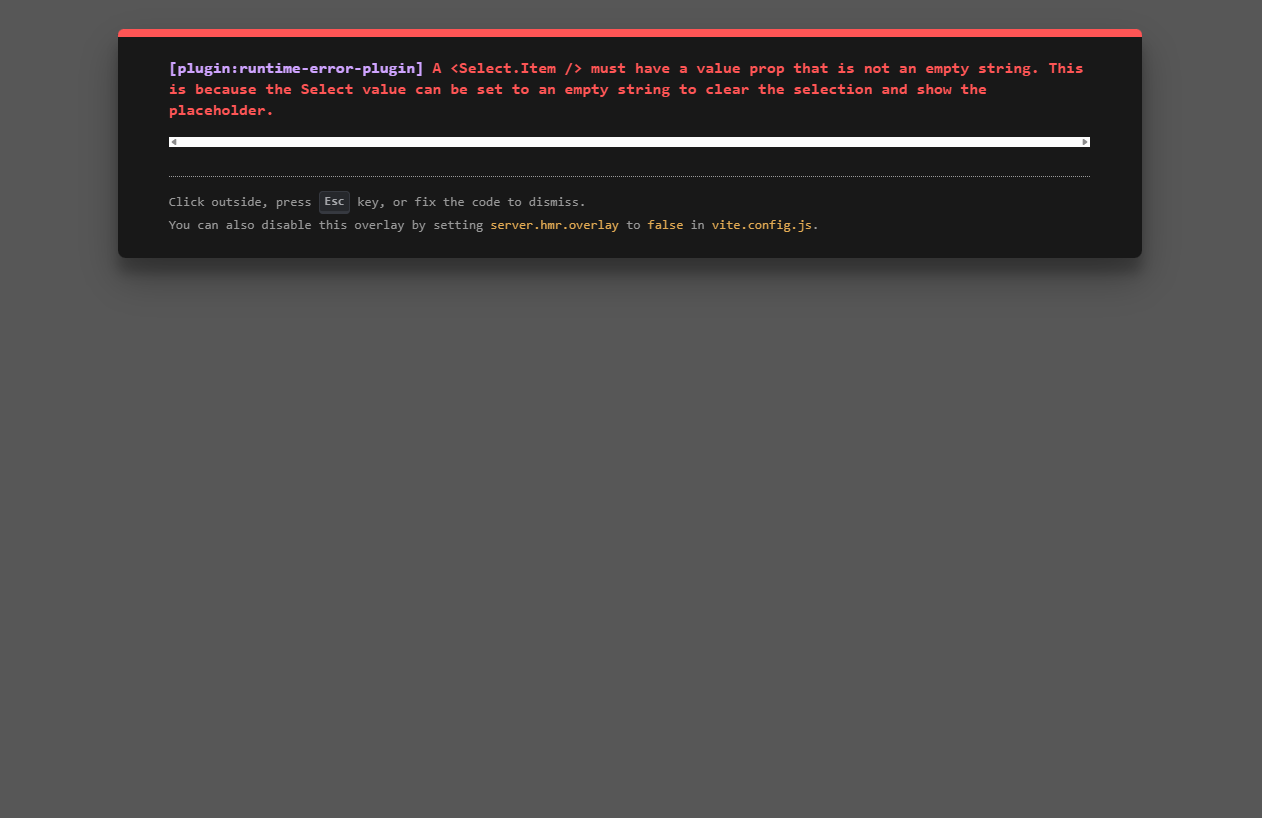 [plugin:runtime-error-plugin] A <Select.Item /> must have a value prop that is not an empty string. This
is because the Select value can be set to an empty string to clear the selection and show the
placeholder.
Click outside, press Esc key, or fix the code to dismiss.
You can also disable this overlay by setting server.hmr.overlay to false in vite.config.js.